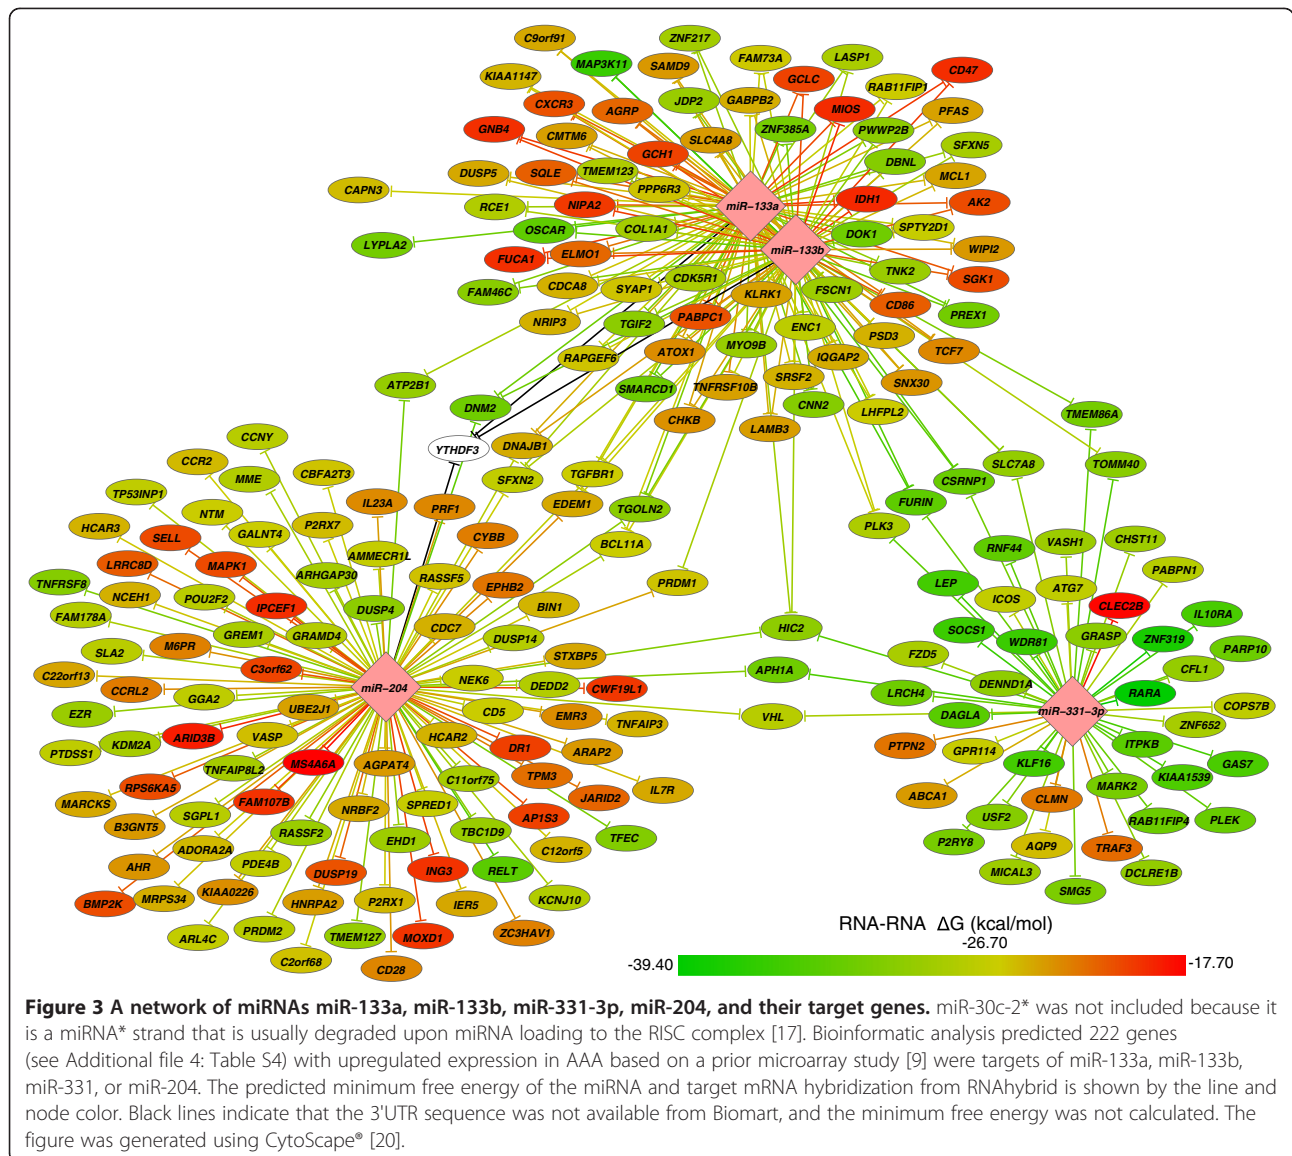 C9orf91
ZNF217
MAP3K11
SAMD9
FAM73A
LASP1
KIAA1147
GCLC
CD47
CXCR3
AGRP
JDP2
GABPB2
RAB11FIP1
MIOS
PFAS
GNB4
CMTM6
SLC4A8
ZNF385A
PWWP2B
GCH1
SFXN5
DUSP5
SQLE
TMEM123
DBNL
MCL1
CAPN3
PPP6R3
RCE1
NIPA2
miR−133a
IDH1
AK2
OSCAR
COL1A1
DOK1
SPTY2D1
LYPLA2
FUCA1
ELMO1
miR−133b
WIPI2
TNK2
SGK1
FAM46C
CDCA8
SYAP1
CDK5R1
KLRK1
FSCN1
CD86
PREX1
NRIP3
TGIF2
PABPC1
ENC1
PSD3
RAPGEF6
ATOX1
MYO9B
IQGAP2
TCF7
ATP2B1
SMARCD1
TNFRSF10B
SRSF2
SNX30
DNM2
CHKB
CNN2
LHFPL2
TMEM86A
YTHDF3
DNAJB1
LAMB3
CCNY
CCR2
MME
CBFA2T3
SFXN2
TGFBR1
SLC7A8
TOMM40
TP53INP1
IL23A
PRF1
EDEM1
TGOLN2
FURIN
CSRNP1
HCAR3
NTM
GALNT4
P2RX7
CYBB
BCL11A
PLK3
SELL
AMMECR1L
RNF44
VASH1
CHST11
LRRC8D
MAPK1
ARHGAP30
RASSF5
EPHB2
PRDM1
LEP
ICOS
ATG7
PABPN1
TNFRSF8
NCEH1
POU2F2
IPCEF1
DUSP4
BIN1
CLEC2B
IL10RA
FAM178A
GREM1
GRAMD4
CDC7
DUSP14
HIC2
SOCS1
WDR81
GRASP
ZNF319
SLA2
M6PR
STXBP5
FZD5
PARP10
C22orf13
C3orf62
miR−204
NEK6
DEDD2
CWF19L1
APH1A
LRCH4
DENND1A
CFL1
RARA
CCRL2
GGA2
EZR
UBE2J1
CD5
EMR3
TNFAIP3
VHL
DAGLA
miR−331−3p
COPS7B
ZNF652
PTDSS1
KDM2A
ARID3B
VASP
HCAR2
DR1
ARAP2
PTPN2
GPR114
ITPKB
TNFAIP8L2
MS4A6A
AGPAT4
C11orf75
TPM3
KLF16
KIAA1539
GAS7
MARCKS
RPS6KA5
FAM107B
NRBF2
SPRED1
JARID2
IL7R
ABCA1
CLMN
MARK2
B3GNT5
SGPL1
RASSF2
EHD1
TBC1D9
AP1S3
TFEC
USF2
RAB11FIP4
PLEK
ADORA2A
C12orf5
P2RY8
AQP9
TRAF3
AHR
PDE4B
DUSP19
ING3
RELT
MICAL3
DCLRE1B
BMP2K
MRPS34
KIAA0226
HNRPA2
P2RX1
IER5
KCNJ10
SMG5
ARL4C
PRDM2
TMEM127
MOXD1
ZC3HAV1
C2orf68
CD28
RNA-RNA ΔG (kcal/mol)
-26.70
-39.40
-17.70
Figure 3 A network of miRNAs miR-133a, miR-133b, miR-331-3p, miR-204, and their target genes. miR-30c-2* was not included because it
is a miRNA* strand that is usually degraded upon miRNA loading to the RISC complex [17]. Bioinformatic analysis predicted 222 genes
(see Additional file 4: Table S4) with upregulated expression in AAA based on a prior microarray study [9] were targets of miR-133a, miR-133b,
miR-331, or miR-204. The predicted minimum free energy of the miRNA and target mRNA hybridization from RNAhybrid is shown by the line and
node color. Black lines indicate that the 3'UTR sequence was not available from Biomart, and the minimum free energy was not calculated. The
figure was generated using CytoScape® [20].